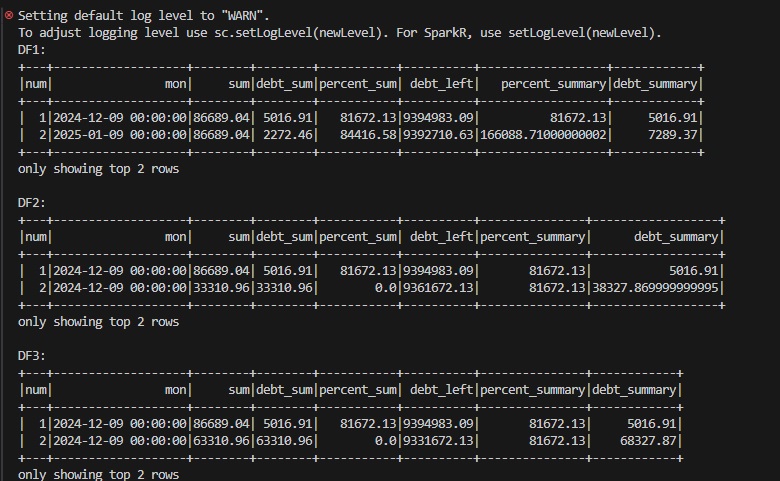 Setting default log level to "WARN".
To adjust logging level use sc.setLogLevel(newLevel). For SparkR, use setLogLevel(newLevel).
DF1:
+---+-------------------+--------+--------+-----------+----------+------------------+------------+
|num|                mon|     sum|debt_sum|percent_sum| debt_left|   percent_summary|debt_summary|
+---+-------------------+--------+--------+-----------+----------+------------------+------------+
|  1|2024-12-09 00:00:00|86689.04| 5016.91|   81672.13|9394983.09|          81672.13|     5016.91|
|  2|2025-01-09 00:00:00|86689.04| 2272.46|   84416.58|9392710.63|166088.71000000002|     7289.37|
+---+-------------------+--------+--------+-----------+----------+------------------+------------+
only showing top 2 rows
DF2:
+---+-------------------+--------+--------+-----------+----------+---------------+------------------+
|num|                mon|     sum|debt_sum|percent_sum| debt_left|percent_summary|      debt_summary|
+---+-------------------+--------+--------+-----------+----------+---------------+------------------+
|  1|2024-12-09 00:00:00|86689.04| 5016.91|   81672.13|9394983.09|       81672.13|           5016.91|
|  2|2024-12-09 00:00:00|33310.96|33310.96|        0.0|9361672.13|       81672.13|38327.869999999995|
+---+-------------------+--------+--------+-----------+----------+---------------+------------------+
only showing top 2 rows
DF3:
+---+-------------------+--------+--------+-----------+----------+---------------+------------+
|num|                mon|     sum|debt_sum|percent_sum| debt_left|percent_summary|debt_summary|
+---+-------------------+--------+--------+-----------+----------+---------------+------------+
|  1|2024-12-09 00:00:00|86689.04| 5016.91|   81672.13|9394983.09|       81672.13|     5016.91|
|  2|2024-12-09 00:00:00|63310.96|63310.96|        0.0|9331672.13|       81672.13|    68327.87|
+---+-------------------+--------+--------+-----------+----------+---------------+------------+
only showing top 2 rows